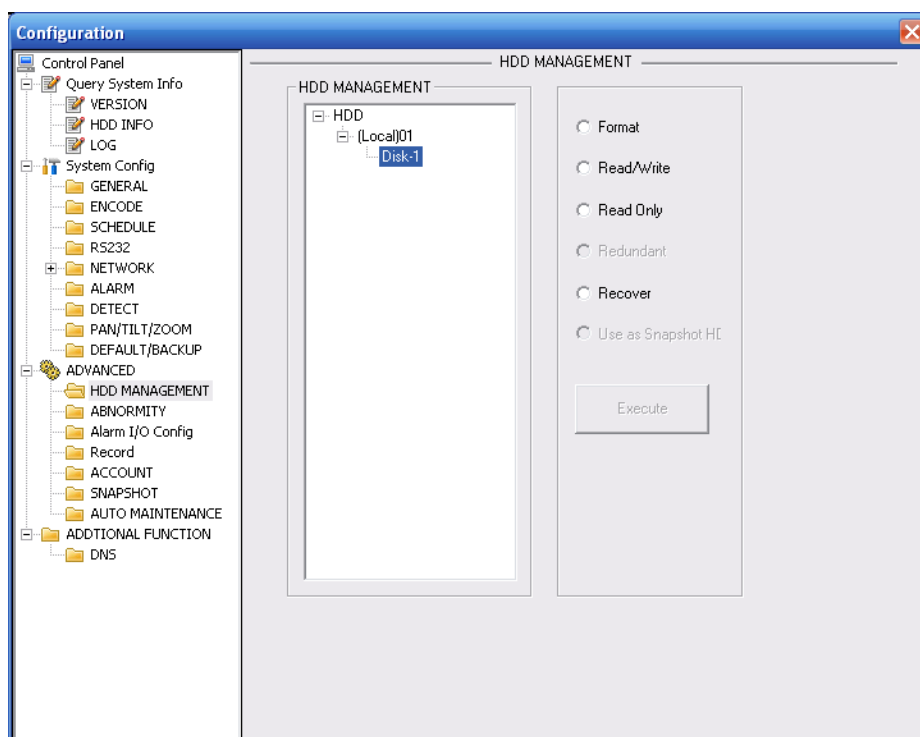 Configuration
Control Panel
Query System Info
VERSION
HDD INFO
LOG
System Config
GENERAL
ENCODE
SCHEDULE
RS232
NETWORK
ALARM
DETECT
PAN/TILT/ZOOM
DEFAULT/BACKUP
ADVANCED
HDD MANAGEMENT
ABNORMITY
Alarm I/O Config
Record
ACCOUNT
SNAPSHOT
AUTO MAINTENANCE
ADDTIONAL FUNCTION
DNS
HDD MANAGEMENT
HDD MANAGEMENT
HDD
(Local)01
Disk-1
Format
Read/Write
Read Only
Redundant
Recover
Use as Snapshot HD
Execute